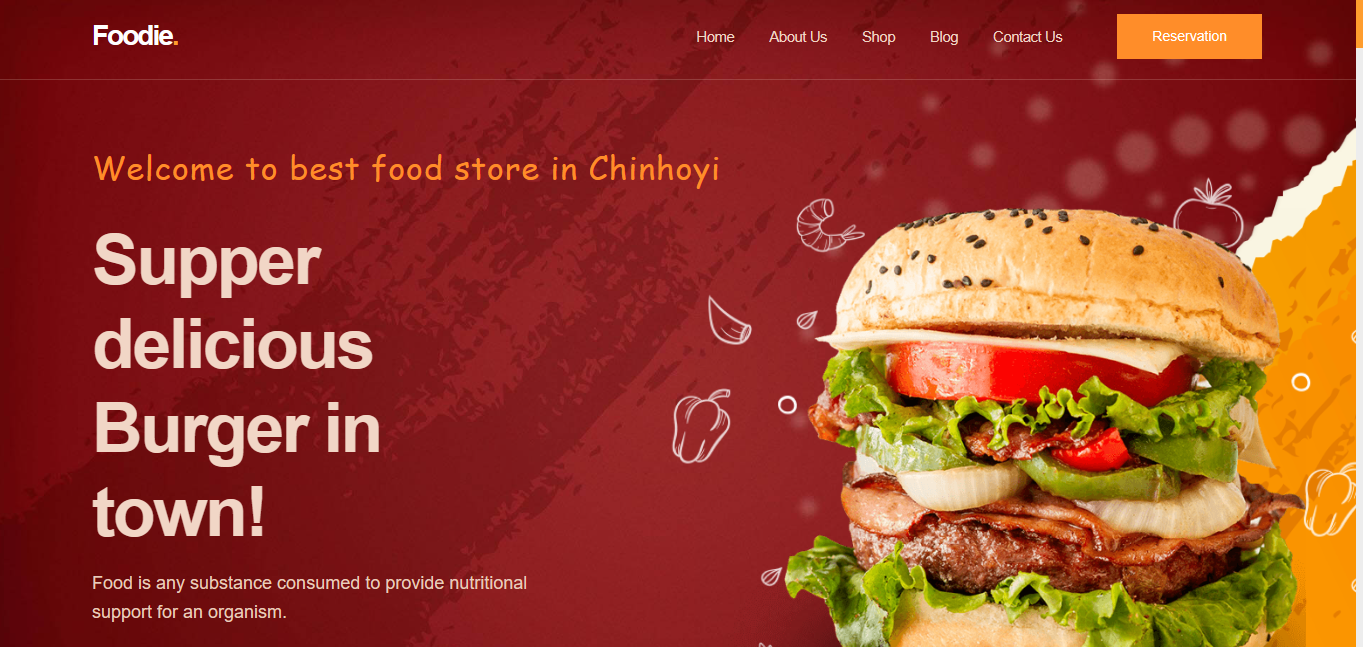 Foodie.
Home About Us Shop Blog Contact Us Reservation
Welcome to best food store in Chinhoyi
Supper
delicious
Burger in
town!
Food is any substance consumed to provide nutritional
support for an organism.